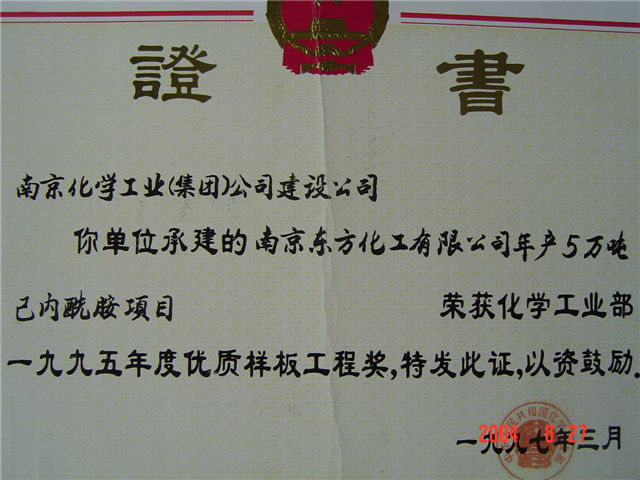 證書
南京化学工业(集团)公司建设公司
你单位承建的南京东方化工有限公司年产5万吨
己内酰胺项目 荣获化学工业部
一九九五年度优质样板工程奖,特发此证,以资鼓励.
一九九七年三月
2004 8 27